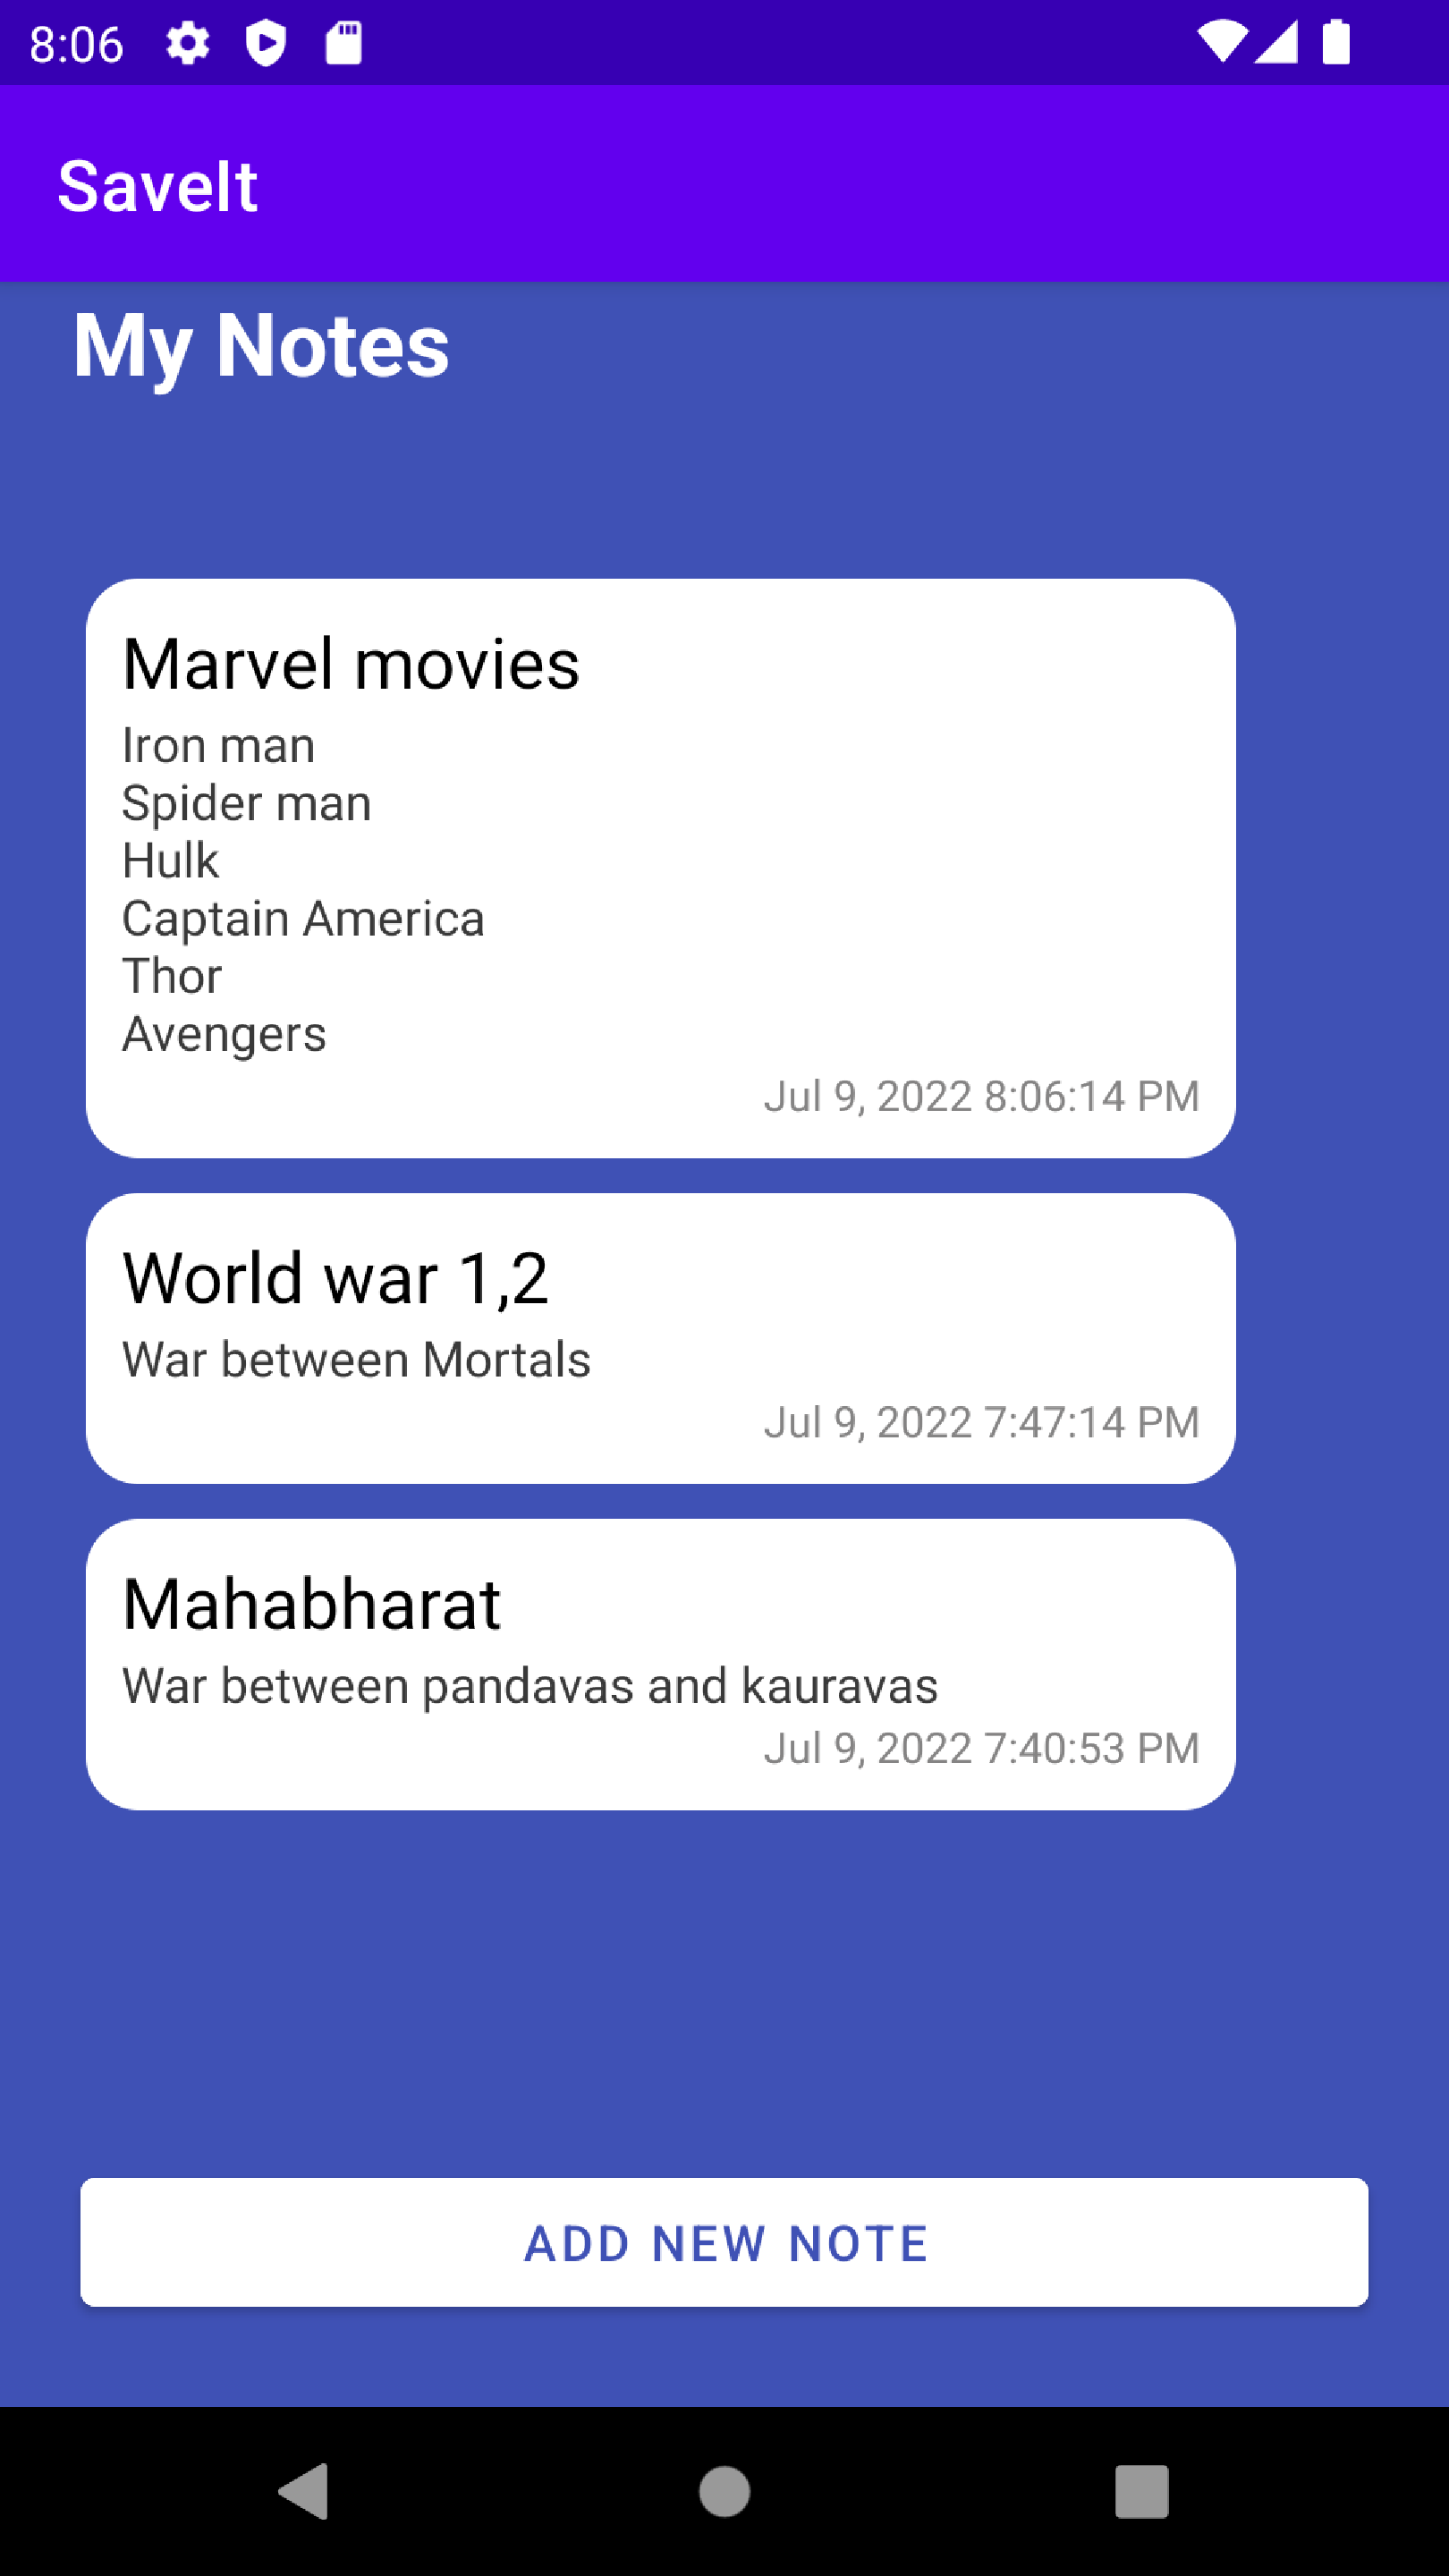 8:06
SaveIt
My Notes
Marvel movies
Iron man
Spider man
Hulk
Captain America
Thor
Avengers
Jul 9, 2022 8:06:14 PM
World war 1,2
War between Mortals
Jul 9, 2022 7:47:14 PM
Mahabharat
War between pandavas and kauravas
Jul 9, 2022 7:40:53 PM
ADD NEW NOTE